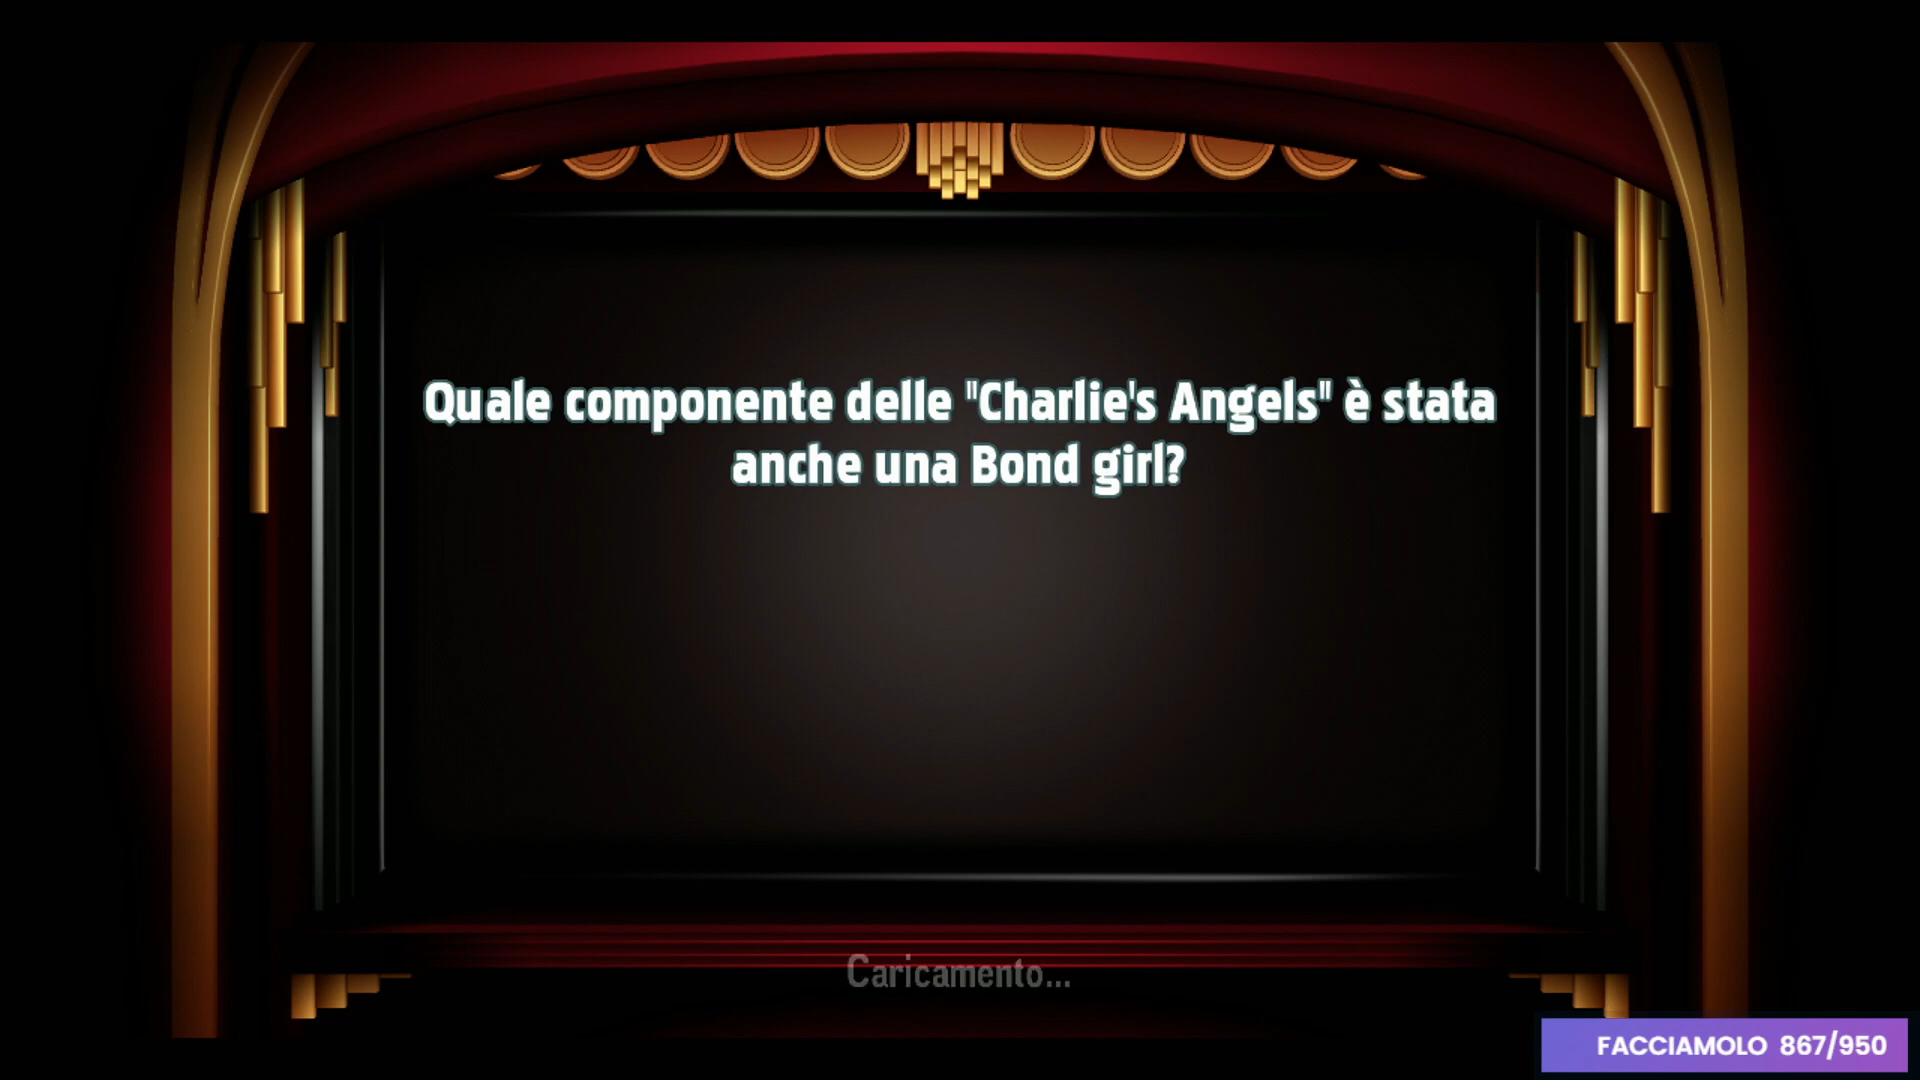 Quale componente delle "Charlie's Angels" è stata
anche una Bond girl?
Caricamento...
FACCIAMOLO 867/950